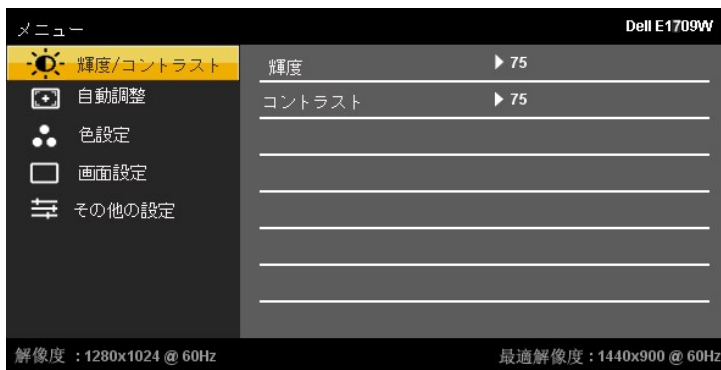 メニュー
Dell E1709W
輝度/コントラスト
輝度 75
自動調整
コントラスト 75
色設定
画面設定
その他の設定
解像度 : 1280x1024 @ 60Hz
最適解像度 : 1440x900 @ 60Hz